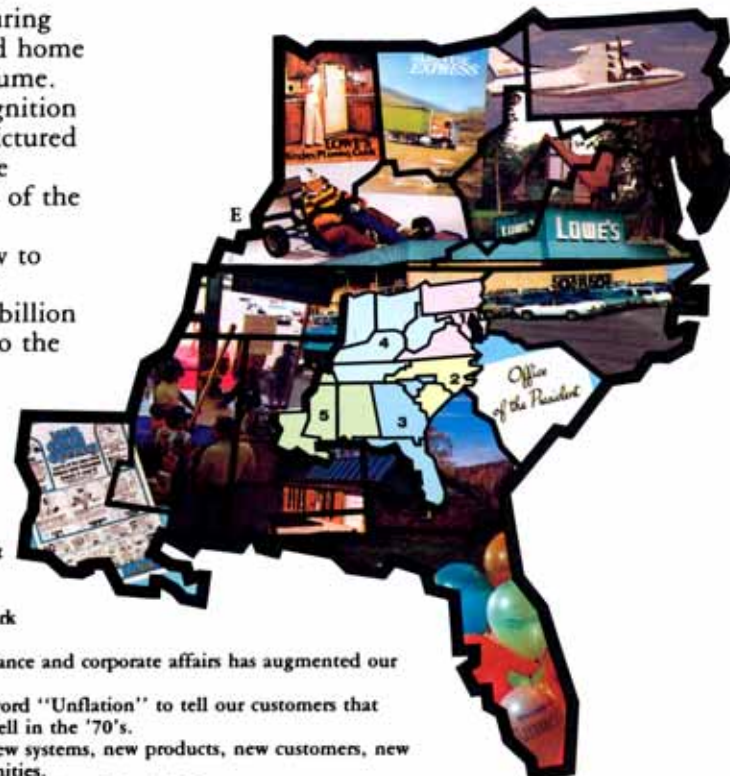 uring
d home
ume.
gnition
ictured
e
of the
E
w to
billion
o the
EXPRESS
LOWE'S
LOWE'S
4
2
5
3
Office
of the President
rk
ance and corporate affairs has augmented our
ord "Unflation" to tell our customers that
ell in the '70's.
ew systems, new products, new customers, new
nities.